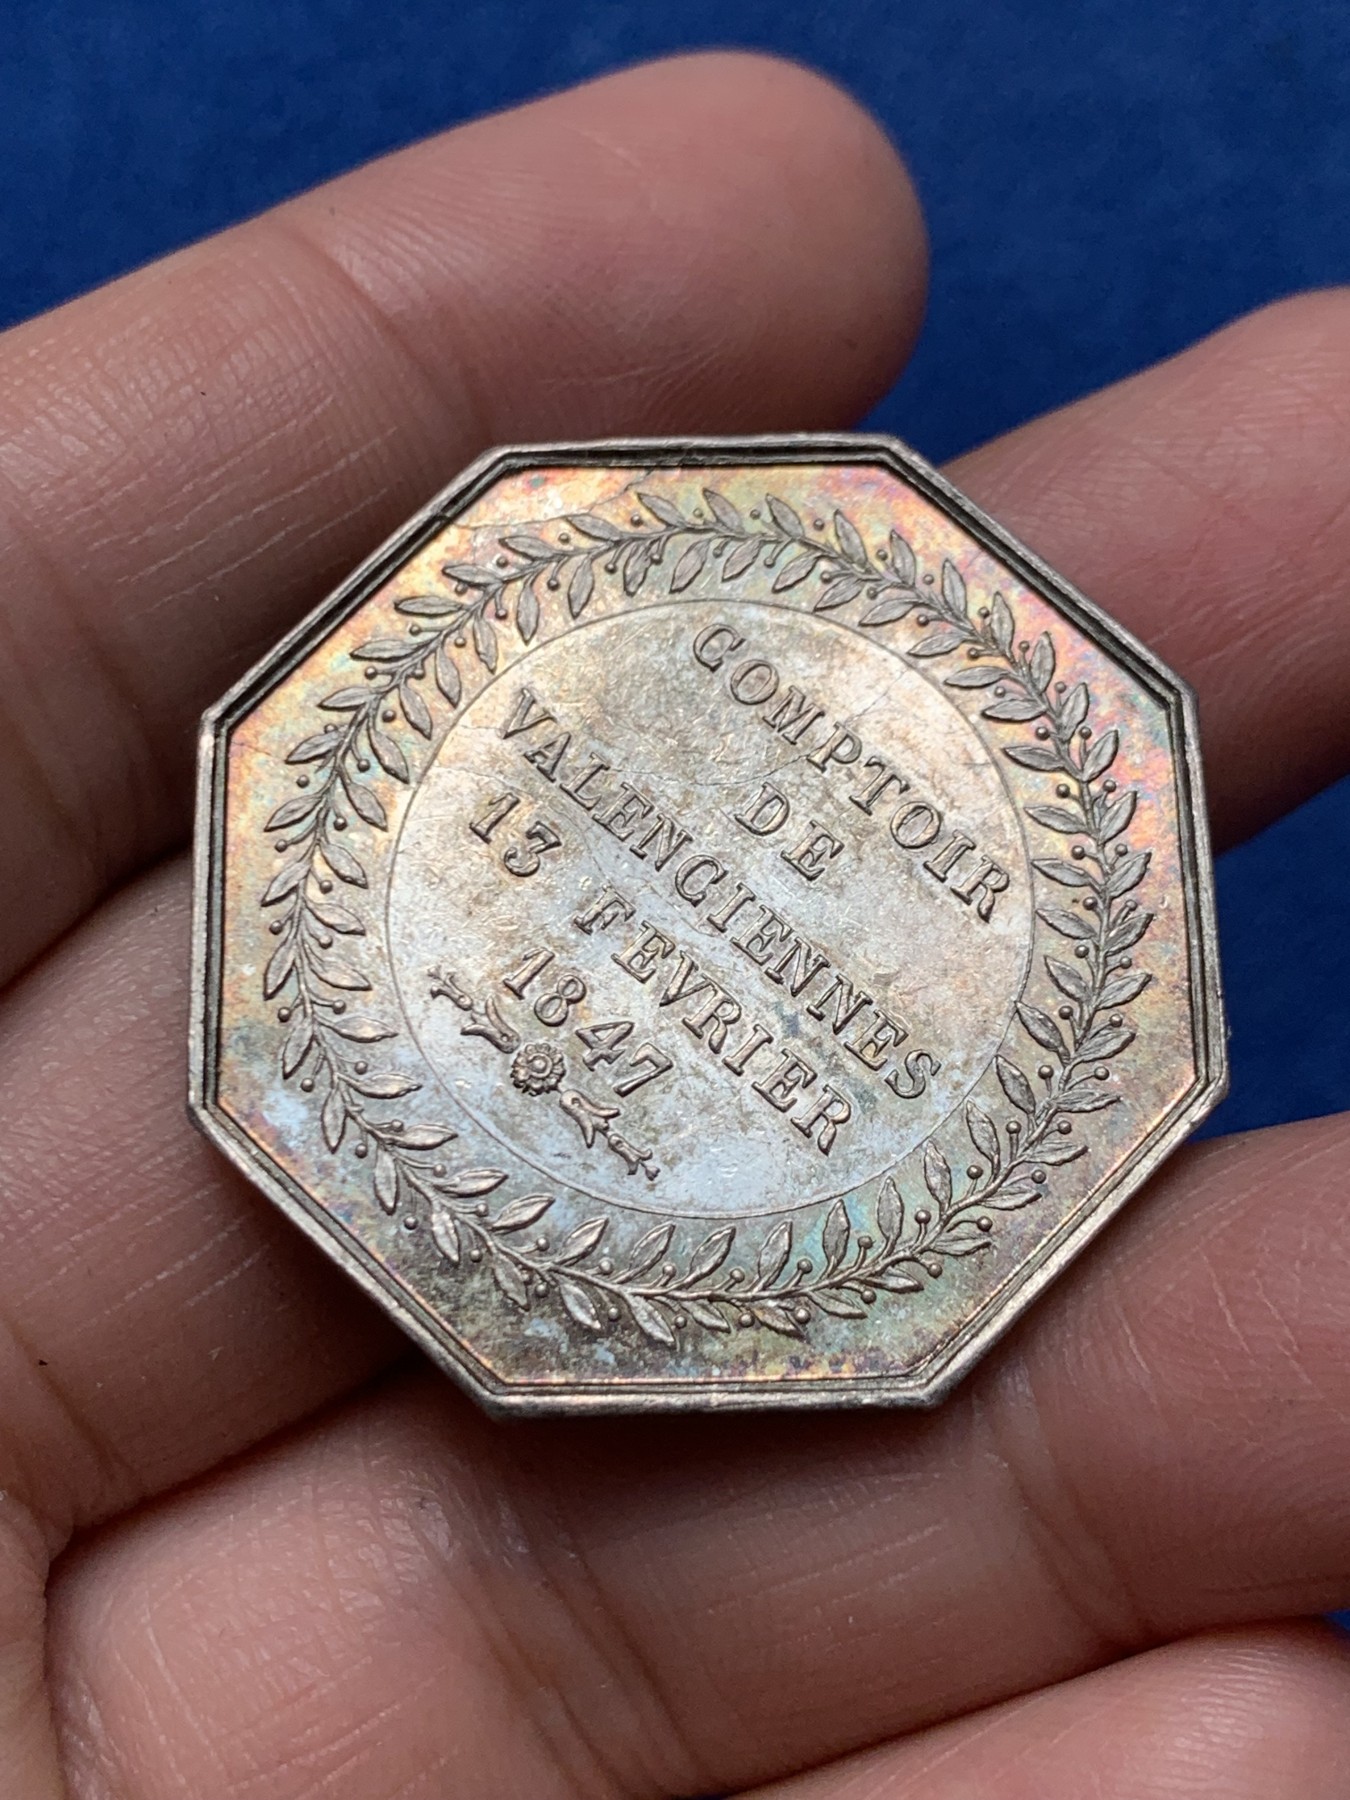 COMPTOIR
DE
VALENCIENNES
13 FEVRIER
1847